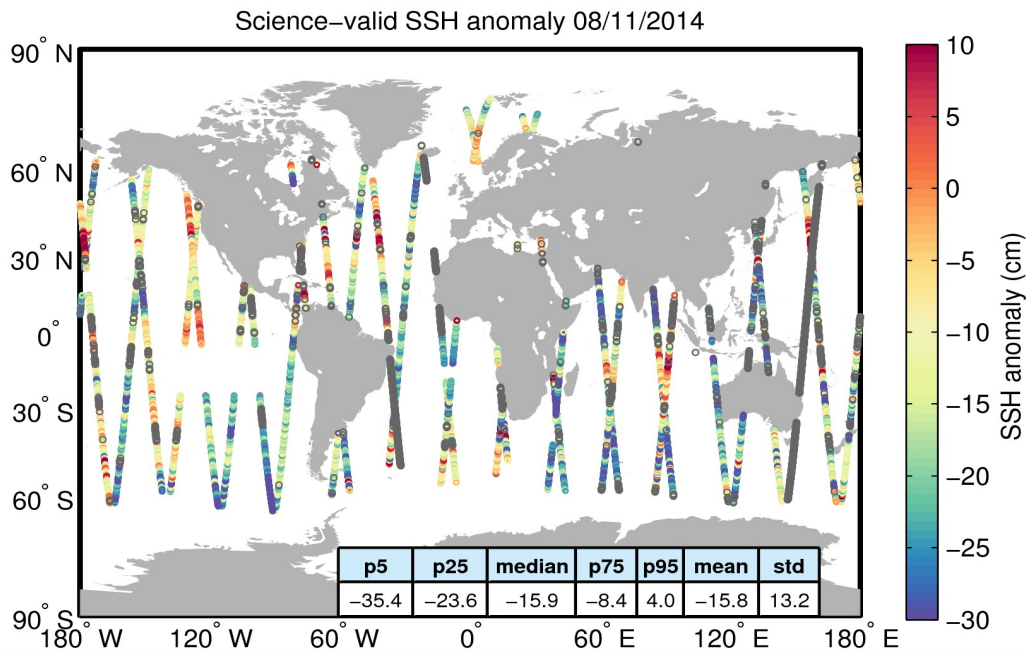 Science−valid SSH anomaly 08/11/2014
90° N
60° N
30° N
0°
30° S
60° S
90° S
180° W
120° W
60° W
0°
60° E
120° E
180° E
p5 p25 median p75 p95 mean std
−35.4 −23.6 −15.9 −8.4 4.0 −15.8 13.2
10
5
0
−5
−10
−15
−20
−25
−30
SSH anomaly (cm)